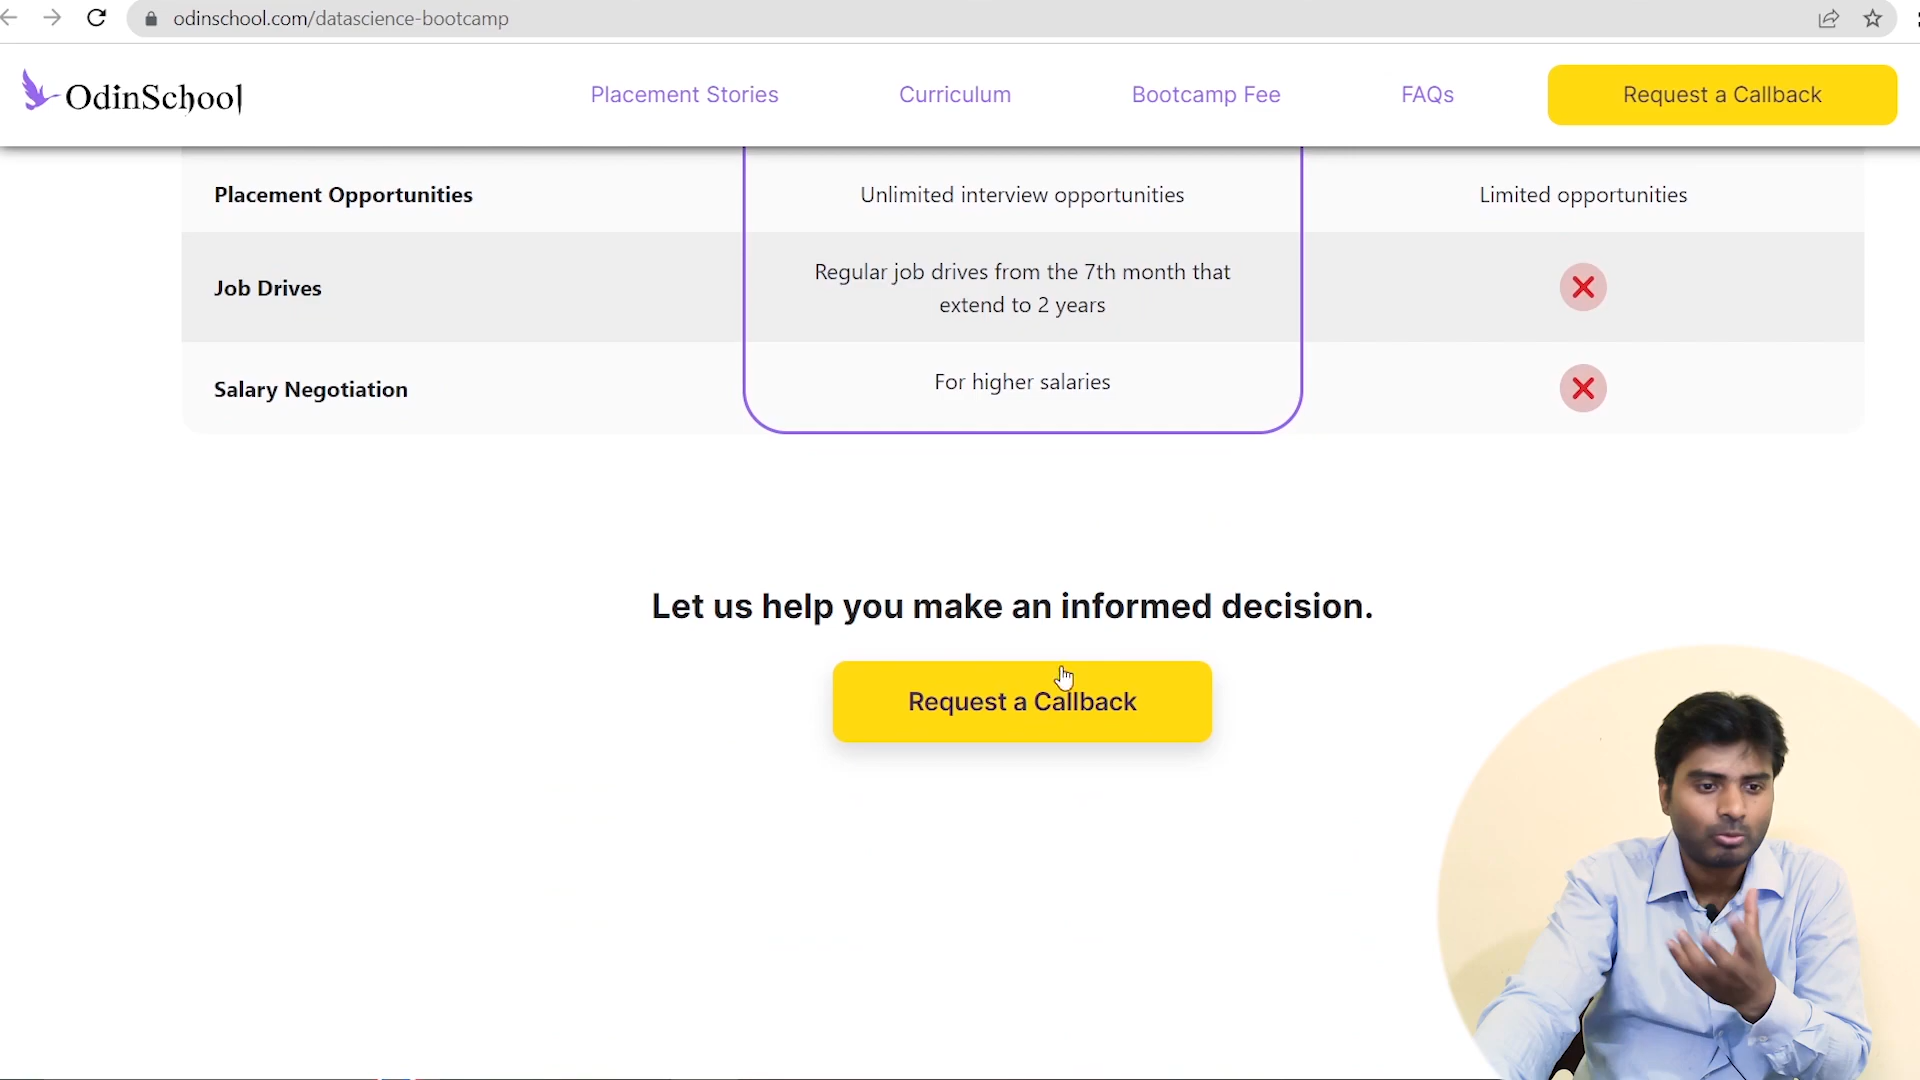 odinschool.com/datascience-bootcamp
OdinSchool
Placement Stories
Curriculum
Bootcamp Fee
FAQs
Request a Callback
Placement Opportunities
Unlimited interview opportunities
Limited opportunities
Job Drives
Regular job drives from the 7th month that
extend to 2 years
Salary Negotiation
For higher salaries
Let us help you make an informed decision.
Request a Callback